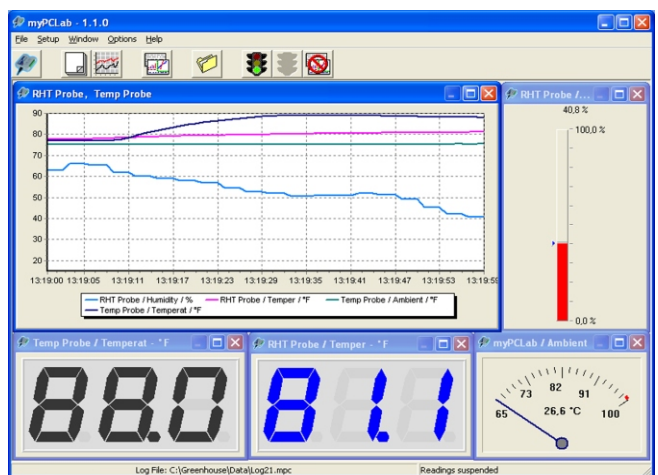 myPCLab - 1.1.0
File Setup Window Options Help
RHT Probe, Temp Probe
90
80
70
60
50
40
30
20
13:19:00 13:19:05 13:19:11 13:19:17 13:19:23 13:19:29 13:19:35 13:19:41 13:19:47 13:19:53 13:19:59
RHT Probe / Humidity / % RHT Probe / Temper / °F Temp Probe / Ambient / °F
Temp Probe / Temperat / °F
RHT Probe /...
40,8 %
100,0 %
0,0 %
Temp Probe / Temperat - °F
88.0
RHT Probe / Temper - °F
81.1
myPCLab / Ambient
65 73 82 91 100
26,6 °C
Log File: C:\Greenhouse\Data\Log21.mpc Readings suspended